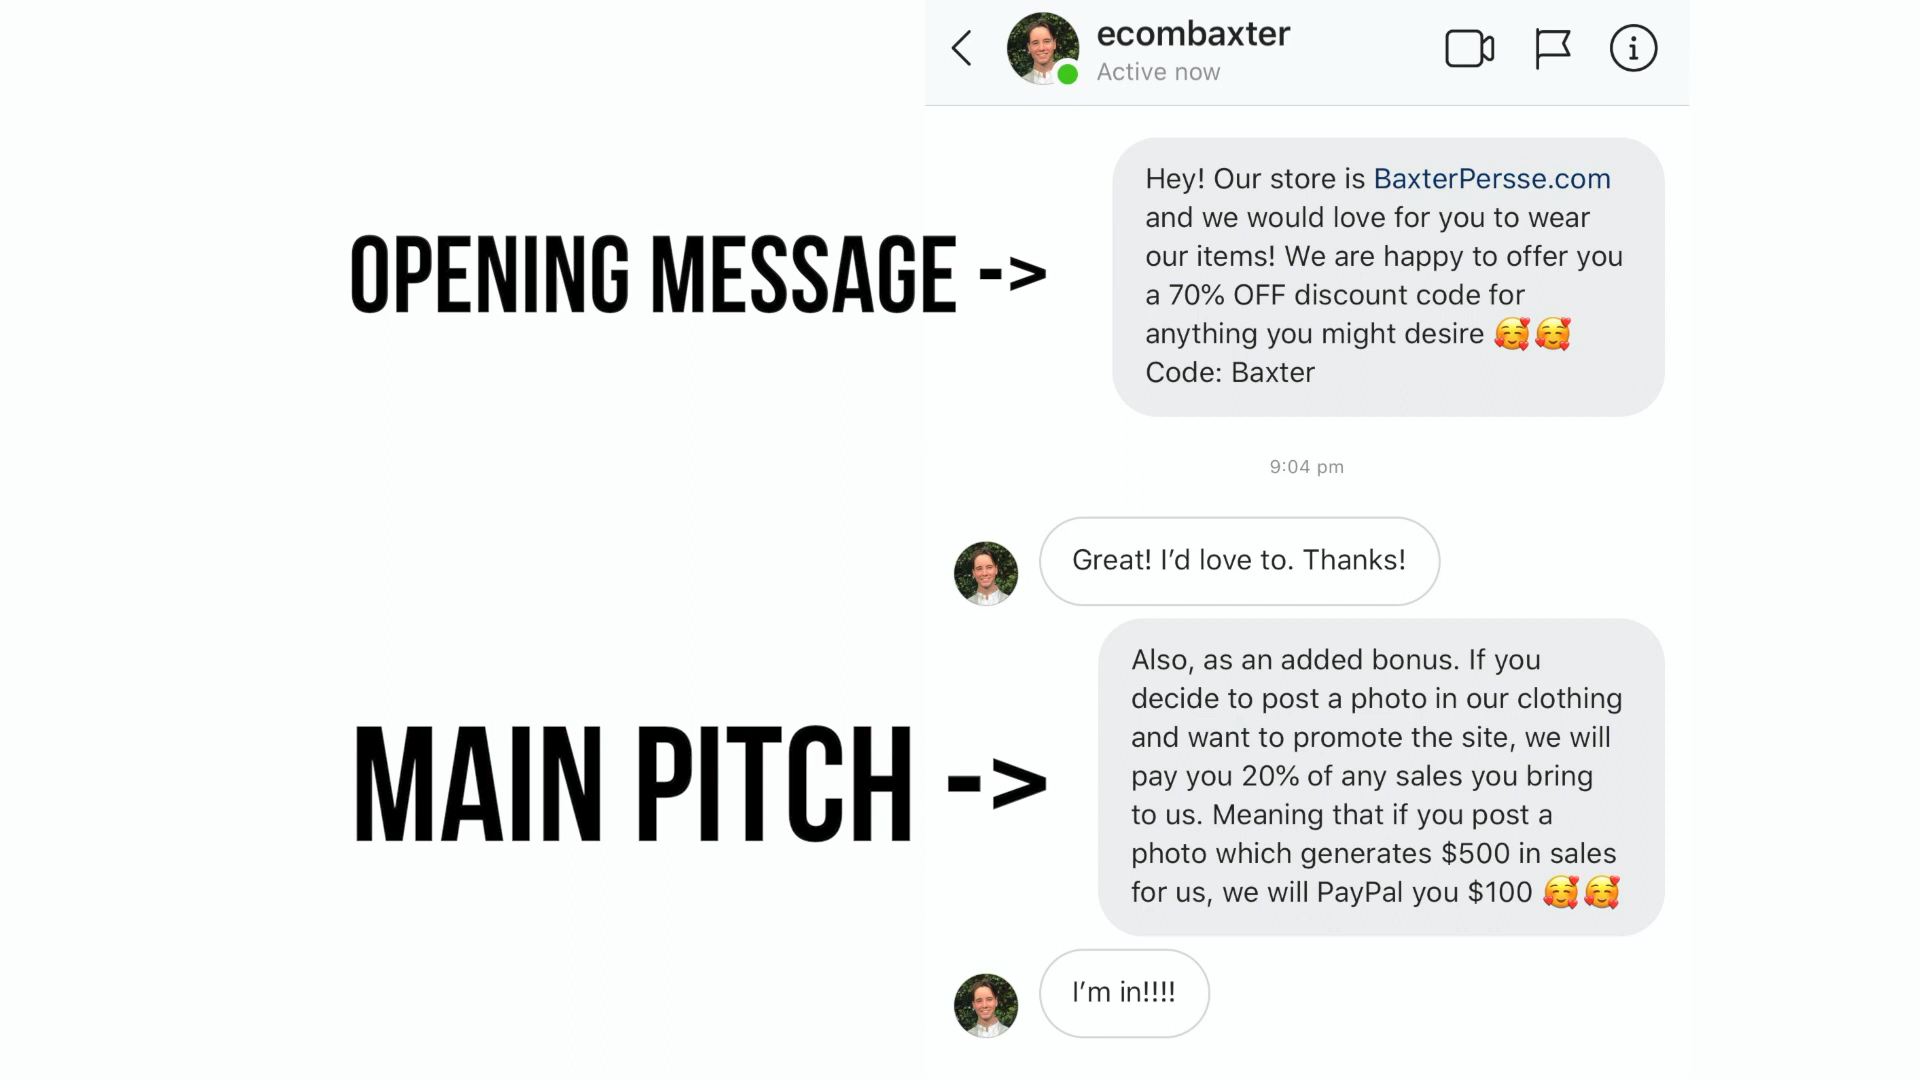 ecombaxter
Active now
Hey! Our store is BaxterPersse.com
and we would love for you to wear
our items! We are happy to offer you
a 70% OFF discount code for
anything you might desire 🥰🥰
Code: Baxter
OPENING MESSAGE ->
9:04 pm
Great! I’d love to. Thanks!
Also, as an added bonus. If you
decide to post a photo in our clothing
and want to promote the site, we will
pay you 20% of any sales you bring
to us. Meaning that if you post a
photo which generates $500 in sales
for us, we will PayPal you $100 🥰🥰
MAIN PITCH ->
I’m in!!!!